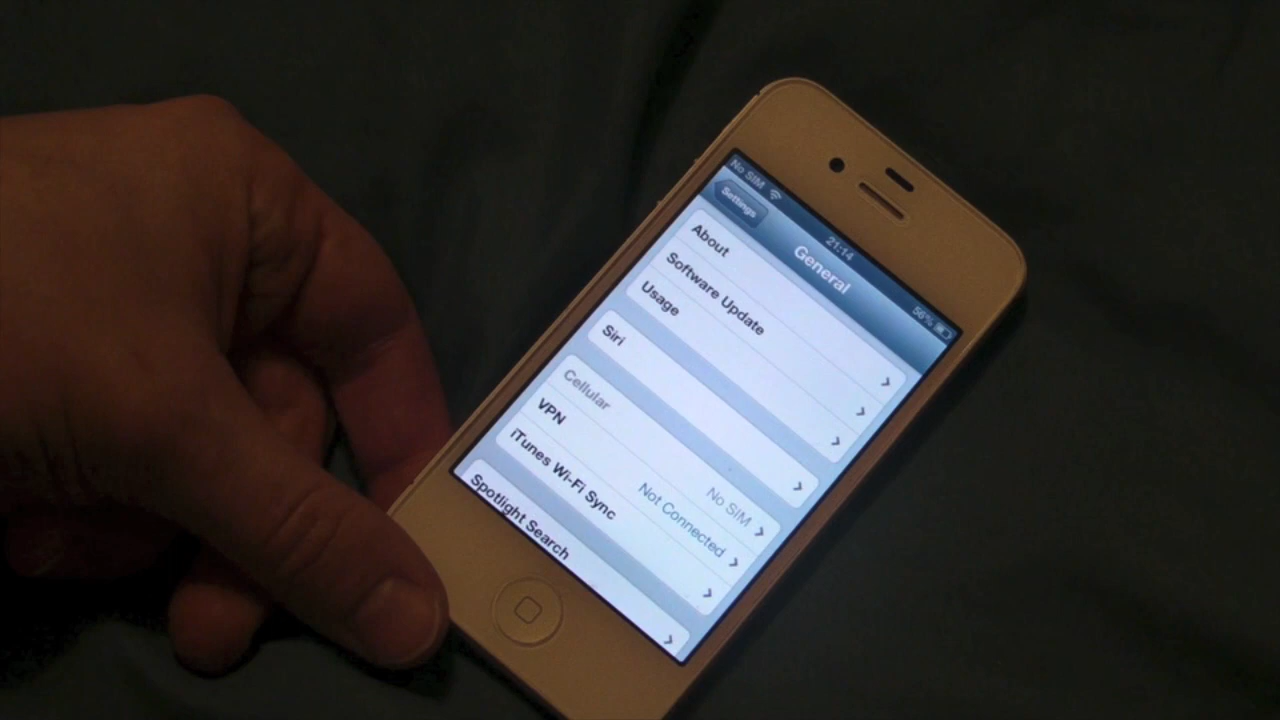 No SIM 21:14 56%
Settings General
About
Software Update
Usage
Siri
Cellular No SIM
VPN Not Connected
iTunes Wi-Fi Sync
Spotlight Search